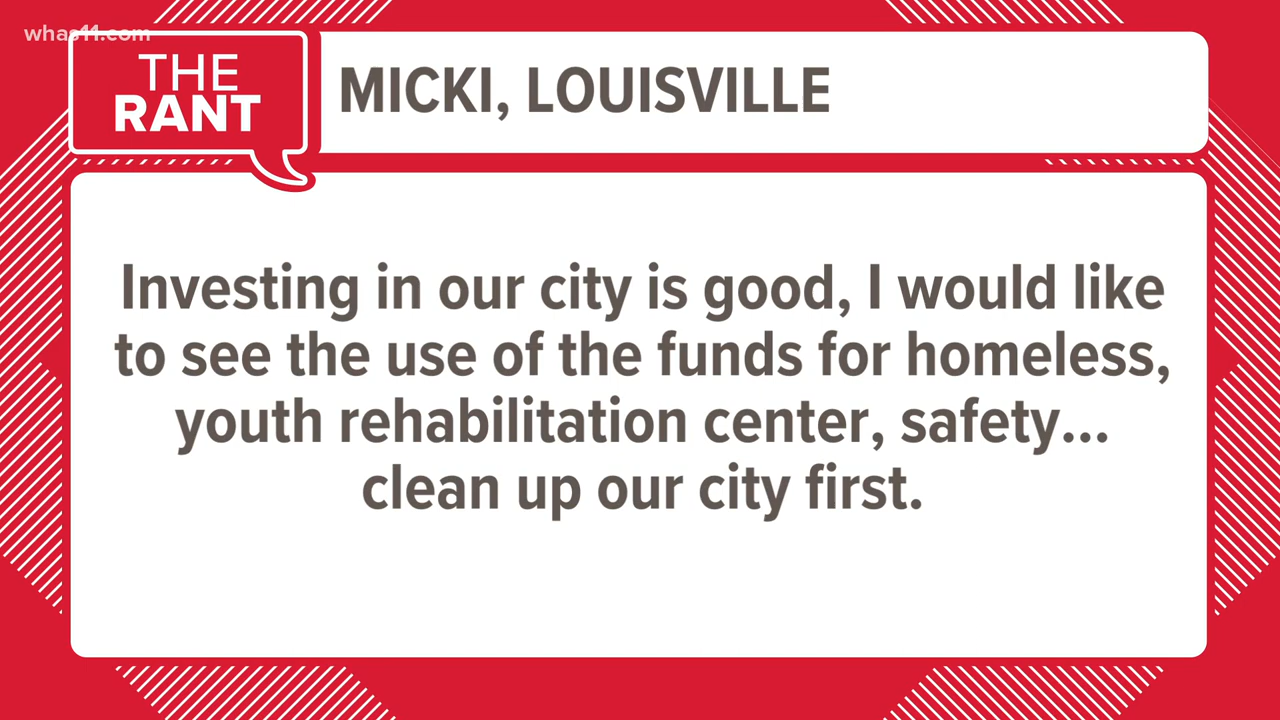 whas11.com
THE
RANT
MICKI, LOUISVILLE
Investing in our city is good, I would like
to see the use of the funds for homeless,
youth rehabilitation center, safety...
clean up our city first.